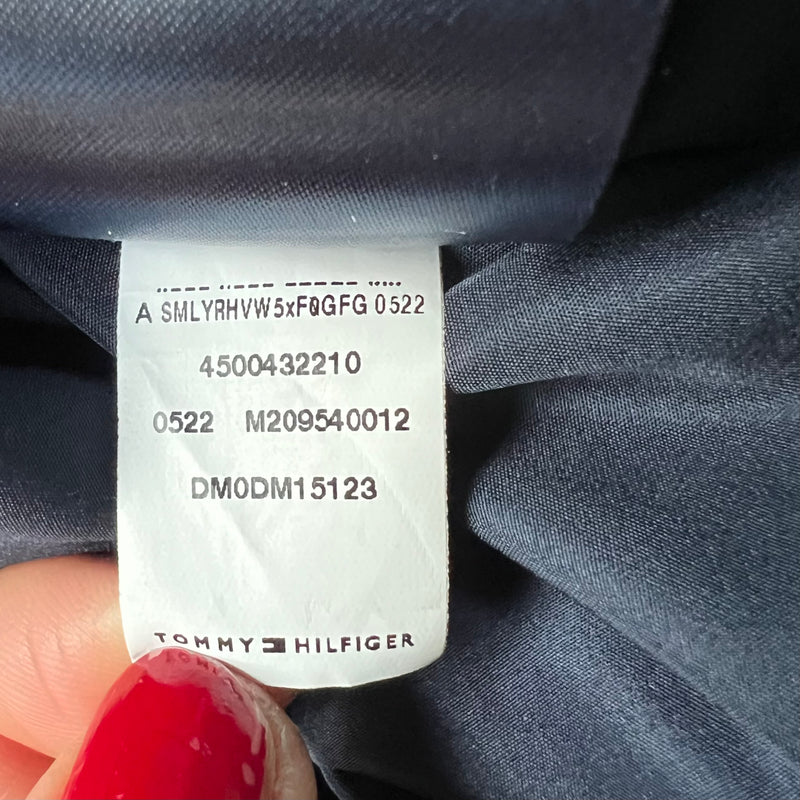 A SMLYRHVW5xFQGFG 0522
4500432210
0522 M209540012
DM0DM15123
TOMMY HILFIGER